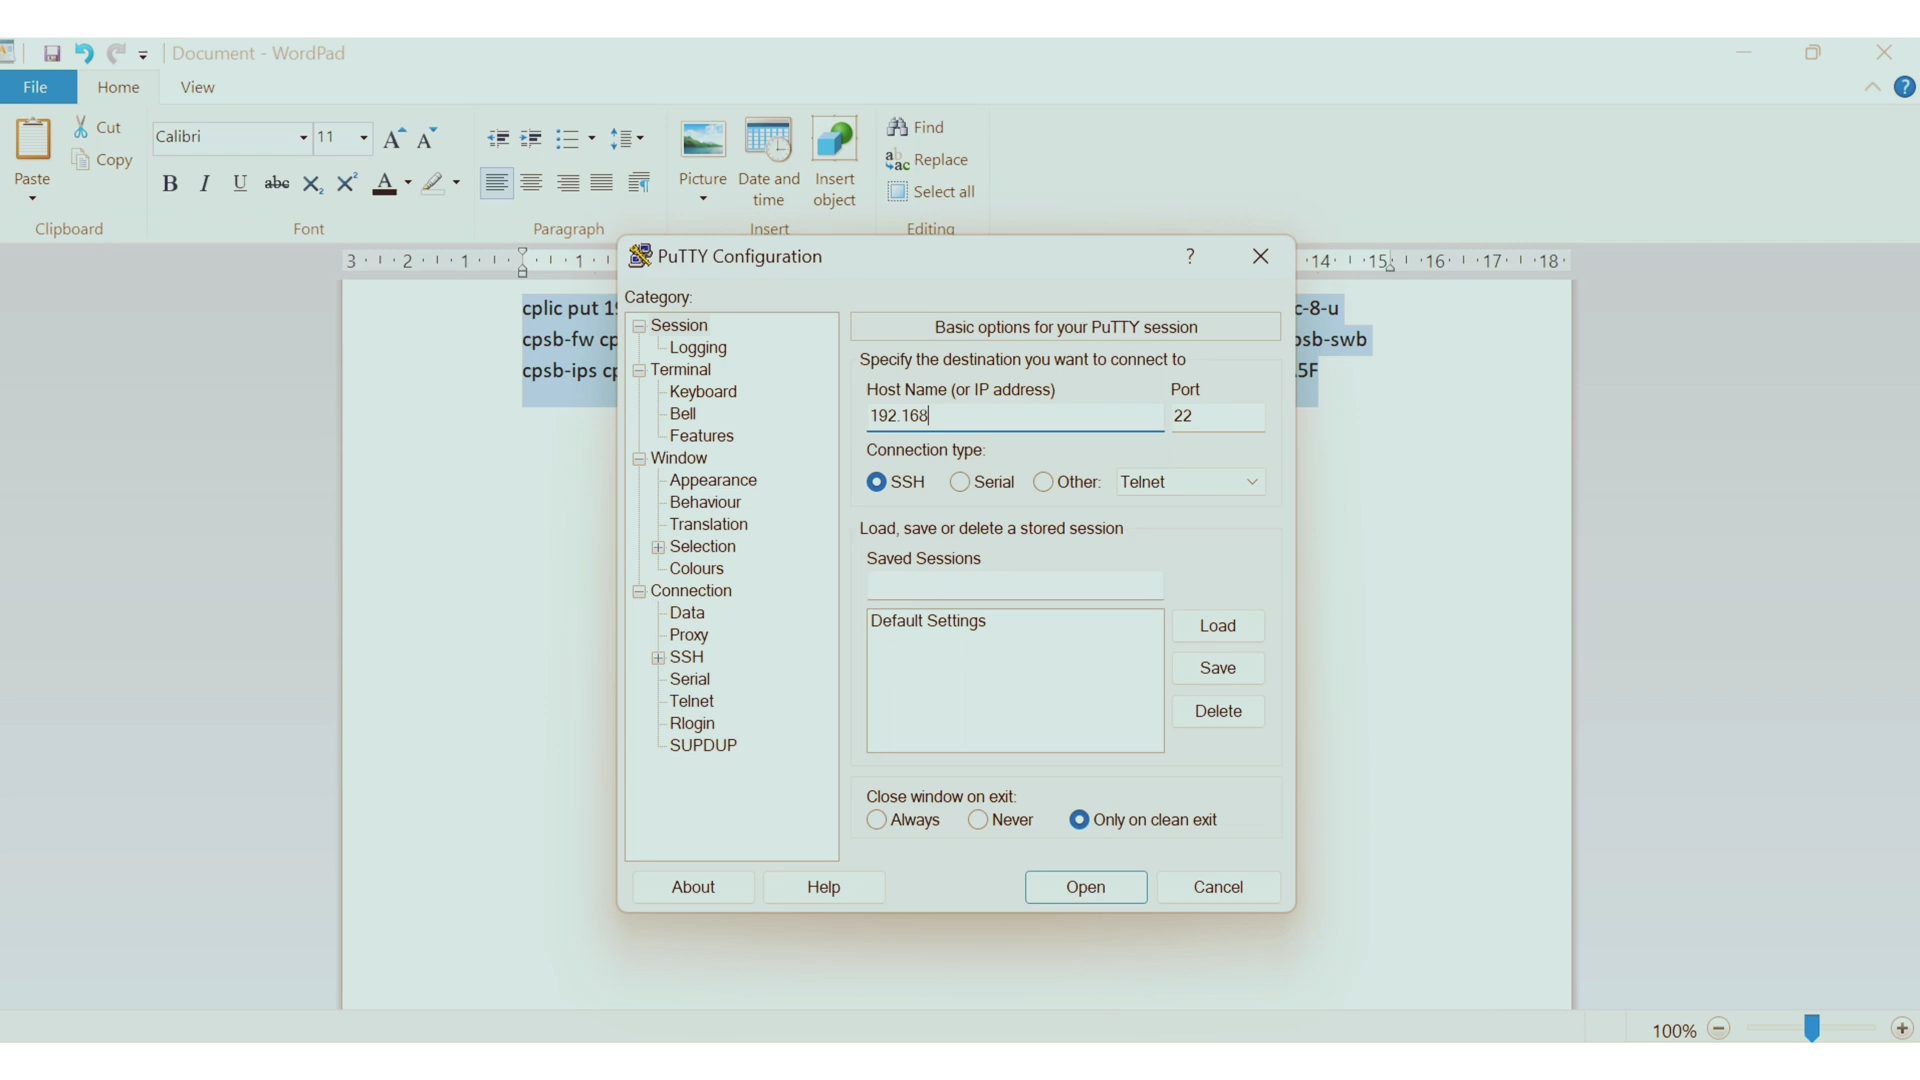 Document - WordPad
File Home View
Paste
Cut
Copy
Clipboard
Calibri 11
B I U abc X₂ X² A
Font
Paragraph
Picture
Date and time
Insert object
Insert
Find
Replace
Select all
Editing
3 · 2 · 1 · · 1 · 14 · 15 · 16 · 17 · 18
cplic put 19 c-8-u
cpsb-fw cp psb-swb
cpsb-ips cp 5F
PuTTY Configuration ? ×
Category:
Session
Logging
Terminal
Keyboard
Bell
Features
Window
Appearance
Behaviour
Translation
Selection
Colours
Connection
Data
Proxy
SSH
Serial
Telnet
Rlogin
SUPDUP
Basic options for your PuTTY session
Specify the destination you want to connect to
Host Name (or IP address) Port
192.168 22
Connection type:
SSH Serial Other: Telnet
Load, save or delete a stored session
Saved Sessions
Default Settings
Load
Save
Delete
Close window on exit:
Always Never Only on clean exit
About Help Open Cancel
100%